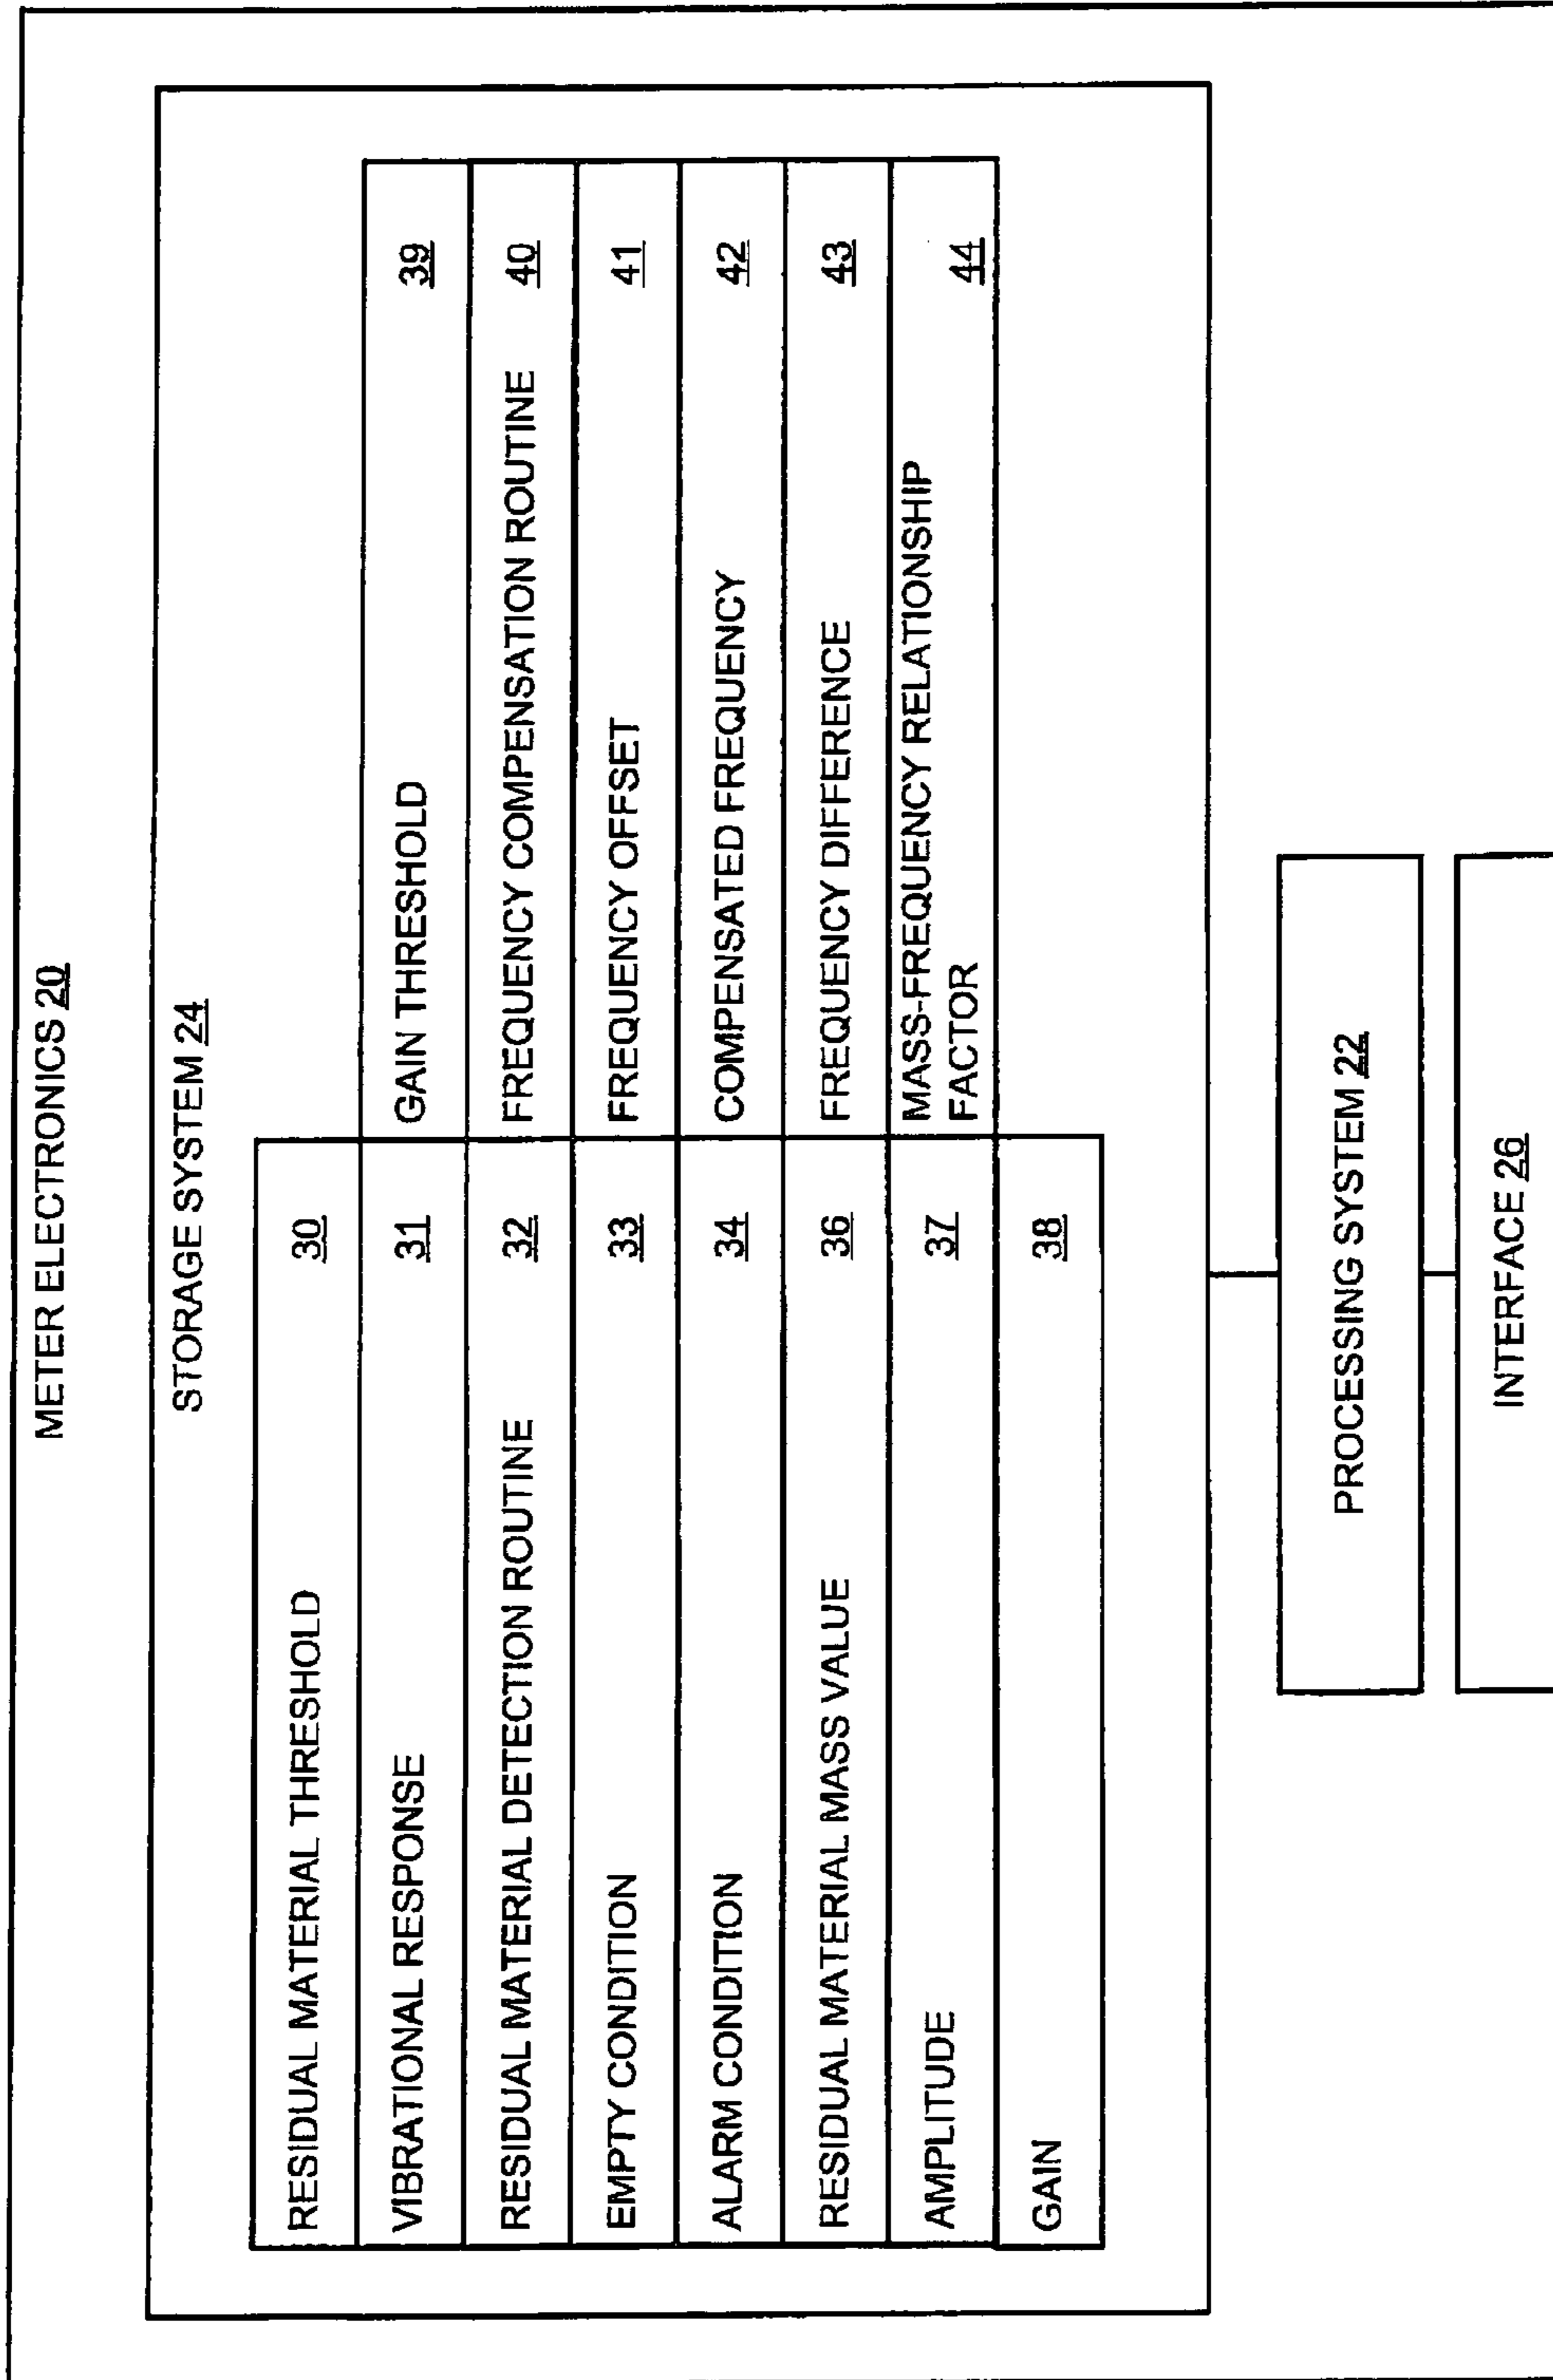 METER ELECTRONICS 20
STORAGE SYSTEM 24
RESIDUAL MATERIAL THRESHOLD 30
VIBRATIONAL RESPONSE 31
RESIDUAL MATERIAL DETECTION ROUTINE 32
EMPTY CONDITION 33
ALARM CONDITION 34
RESIDUAL MATERIAL MASS VALUE 36
AMPLITUDE 37
GAIN 38
GAIN THRESHOLD 39
FREQUENCY COMPENSATION ROUTINE 40
FREQUENCY OFFSET 41
COMPENSATED FREQUENCY 42
FREQUENCY DIFFERENCE 43
MASS-FREQUENCY RELATIONSHIP
FACTOR 44
PROCESSING SYSTEM 22
INTERFACE 26